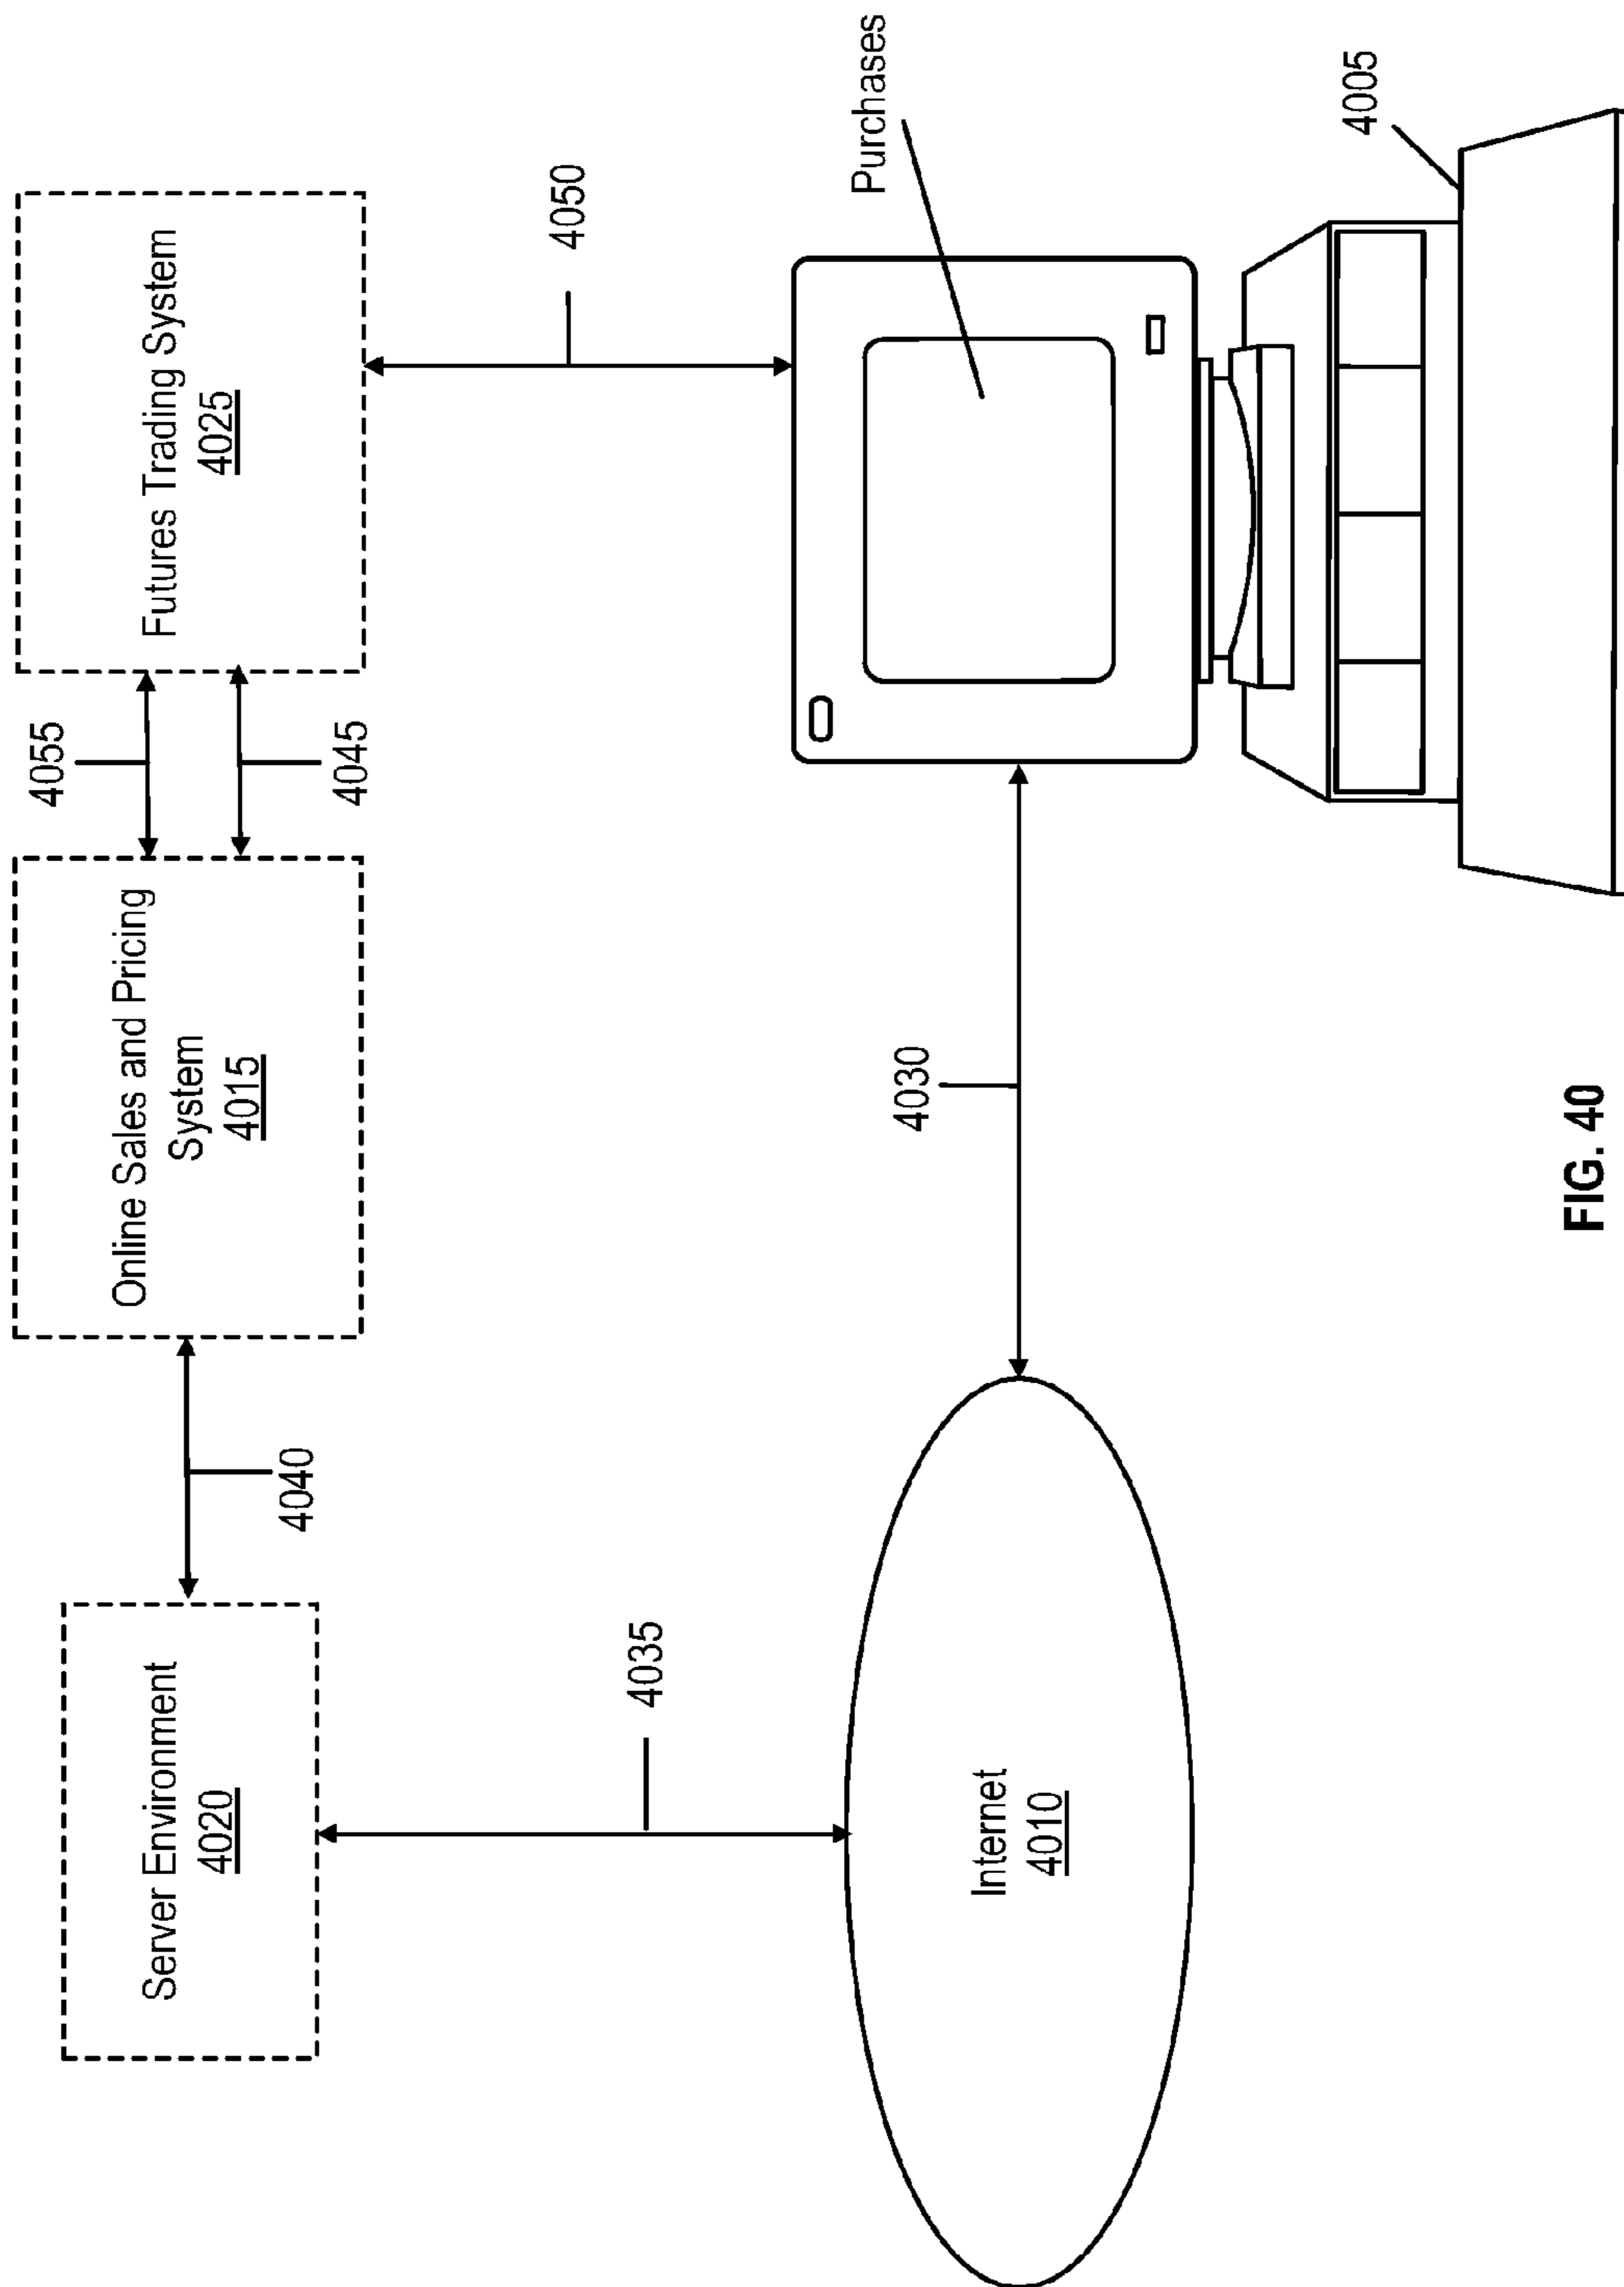 Server Environment
4020
4040
Online Sales and Pricing
System
4015
4055
4045
Futures Trading System
4025
4035
4050
Internet
4010
4030
Purchases
4005
FIG. 40